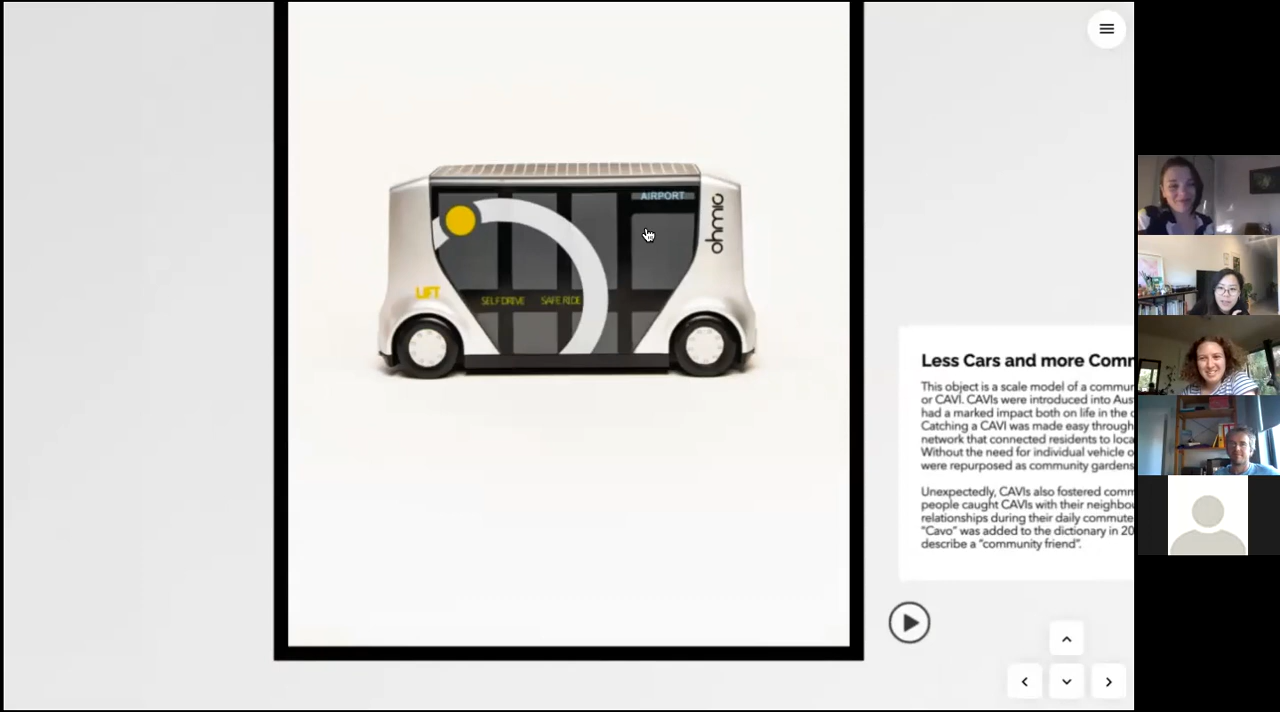 AIRPORT
ohmio
LIFT
SELF DRIVE SAFE RIDE
Less Cars and more Comm
This object is a scale model of a commun
or CAVI. CAVIs were introduced into Aus
had a marked impact both on life in the c
Catching a CAVI was made easy through
network that connected residents to loca
Without the need for individual vehicle o
were repurposed as community gardens
Unexpectedly, CAVIs also fostered comm
people caught CAVIs with their neighbou
relationships during their daily commute
"Cavo" was added to the dictionary in 20
describe a "community friend".